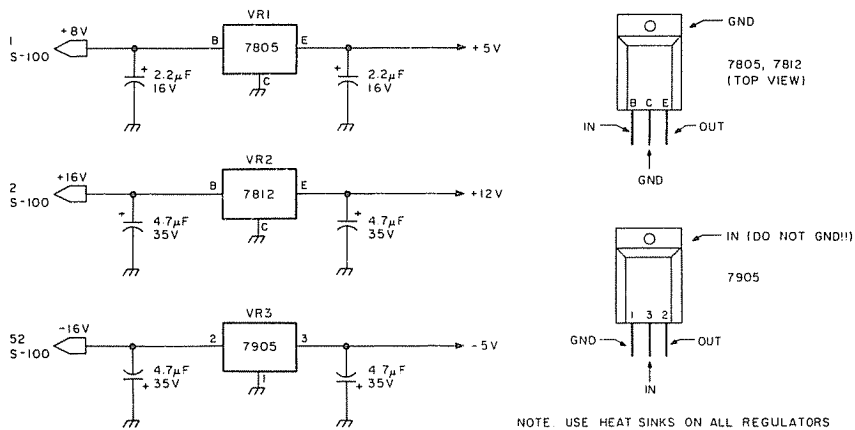 VR1
1
S-100
+8V
B
7805
E
C
+5V
+
2.2µF
16V
+
2.2µF
16V
VR2
2
S-100
+16V
B
7812
E
C
+12V
+
4.7µF
35V
+
4.7µF
35V
VR3
52
S-100
-16V
2
7905
3
1
-5V
4.7µF
+ 35V
4.7µF
+ 35V
GND
7805, 7812
(TOP VIEW)
B C E
IN
OUT
GND
IN (DO NOT GND!!)
7905
1 3 2
GND
OUT
IN
NOTE. USE HEAT SINKS ON ALL REGULATORS